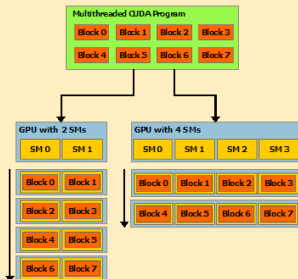 Multithreaded CUDA Program
Block 0 Block 1 Block 2 Block 3
Block 4 Block 5 Block 6 Block 7
GPU with 2 SMs
SM 0 SM 1
Block 0 Block 1
Block 2 Block 3
Block 4 Block 5
Block 6 Block 7
GPU with 4 SMs
SM 0 SM 1 SM 2 SM 3
Block 0 Block 1 Block 2 Block 3
Block 4 Block 5 Block 6 Block 7